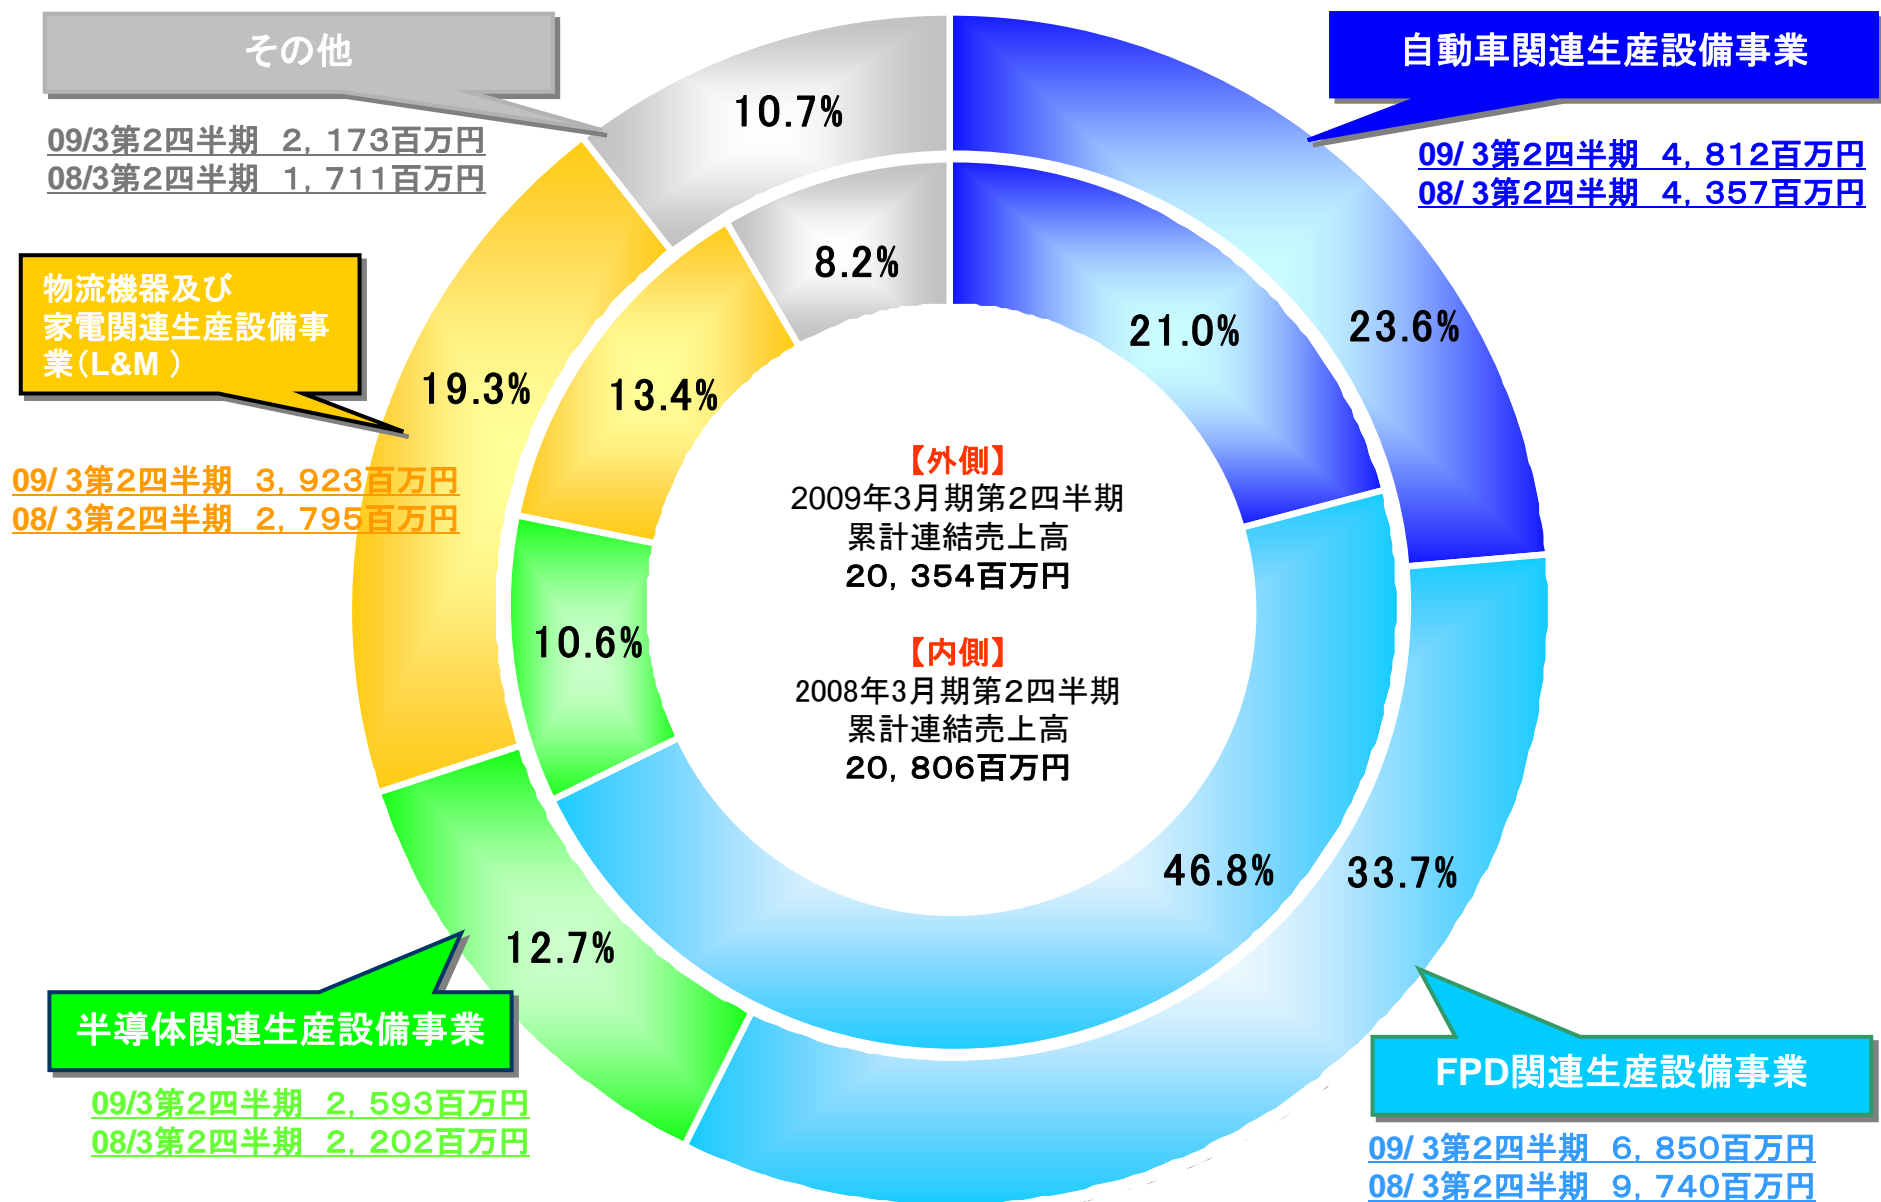 その他
09/3第2四半期　2,173百万円
08/3第2四半期　1,711百万円
自動車関連生産設備事業
09/ 3第2四半期　4,812百万円
08/ 3第2四半期　4,357百万円
10.7%
8.2%
21.0%
23.6%
物流機器及び
家電関連生産設備事
業(L&M )
19.3%
13.4%
09/ 3第2四半期　3,923百万円
08/ 3第2四半期　2,795百万円
【外側】
2009年3月期第2四半期
累計連結売上高
20,354百万円
【内側】
2008年3月期第2四半期
累計連結売上高
20,806百万円
10.6%
46.8%
33.7%
12.7%
半導体関連生産設備事業
09/3第2四半期　2,593百万円
08/3第2四半期　2,202百万円
FPD関連生産設備事業
09/ 3第2四半期　6,850百万円
08/ 3第2四半期　9,740百万円